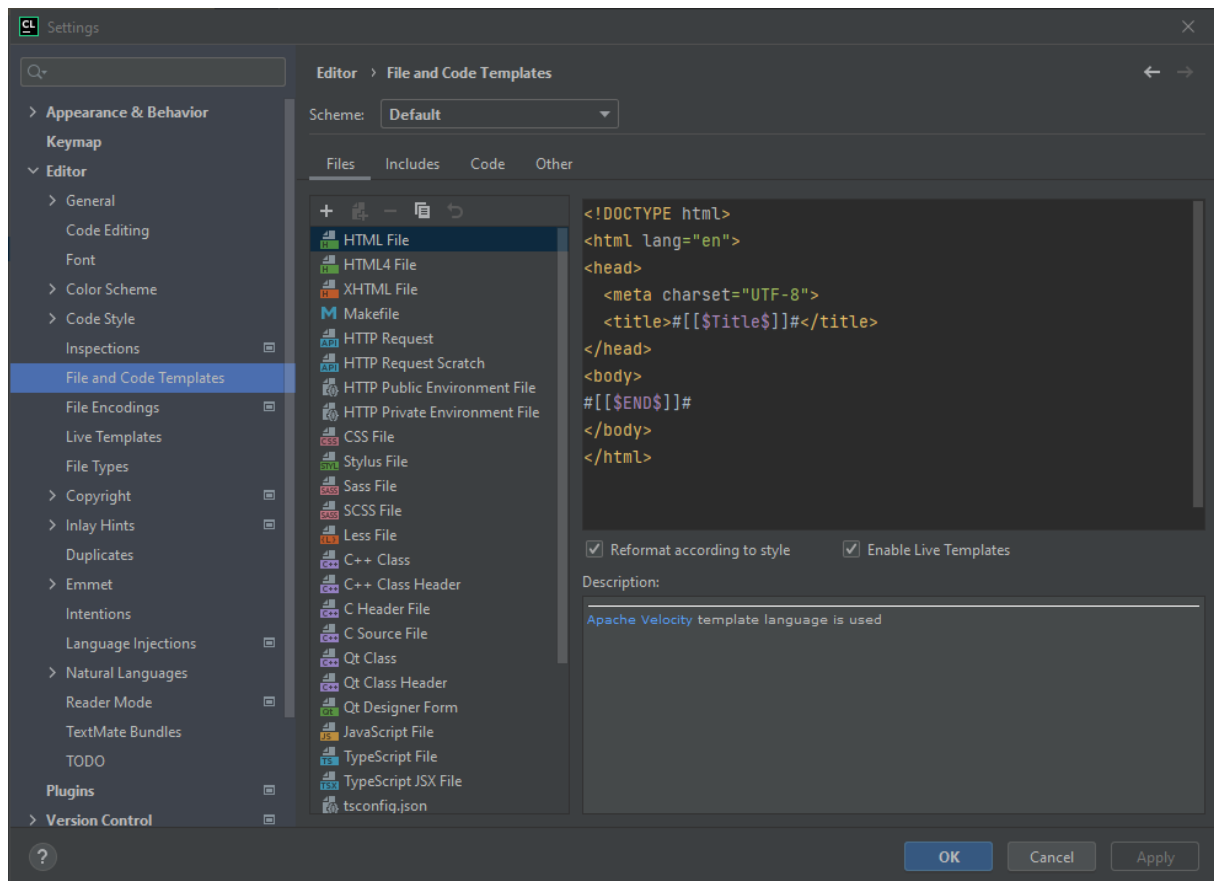 CL Settings
Editor › File and Code Templates
Appearance & Behavior
Keymap
Editor
General
Code Editing
Font
Color Scheme
Code Style
Inspections
File and Code Templates
File Encodings
Live Templates
File Types
Copyright
Inlay Hints
Duplicates
Emmet
Intentions
Language Injections
Natural Languages
Reader Mode
TextMate Bundles
TODO
Plugins
Version Control
Scheme: Default
Files Includes Code Other
HTML File
HTML4 File
XHTML File
Makefile
HTTP Request
HTTP Request Scratch
HTTP Public Environment File
HTTP Private Environment File
CSS File
Stylus File
Sass File
SCSS File
Less File
C++ Class
C++ Class Header
C Header File
C Source File
Qt Class
Qt Class Header
Qt Designer Form
JavaScript File
TypeScript File
TypeScript JSX File
tsconfig.json
<!DOCTYPE html>
<html lang="en">
<head>
  <meta charset="UTF-8">
  <title>#[[$Title$]]#</title>
</head>
<body>
#[[$END$]]#
</body>
</html>
Reformat according to style Enable Live Templates
Description:
Apache Velocity template language is used
? OK Cancel Apply